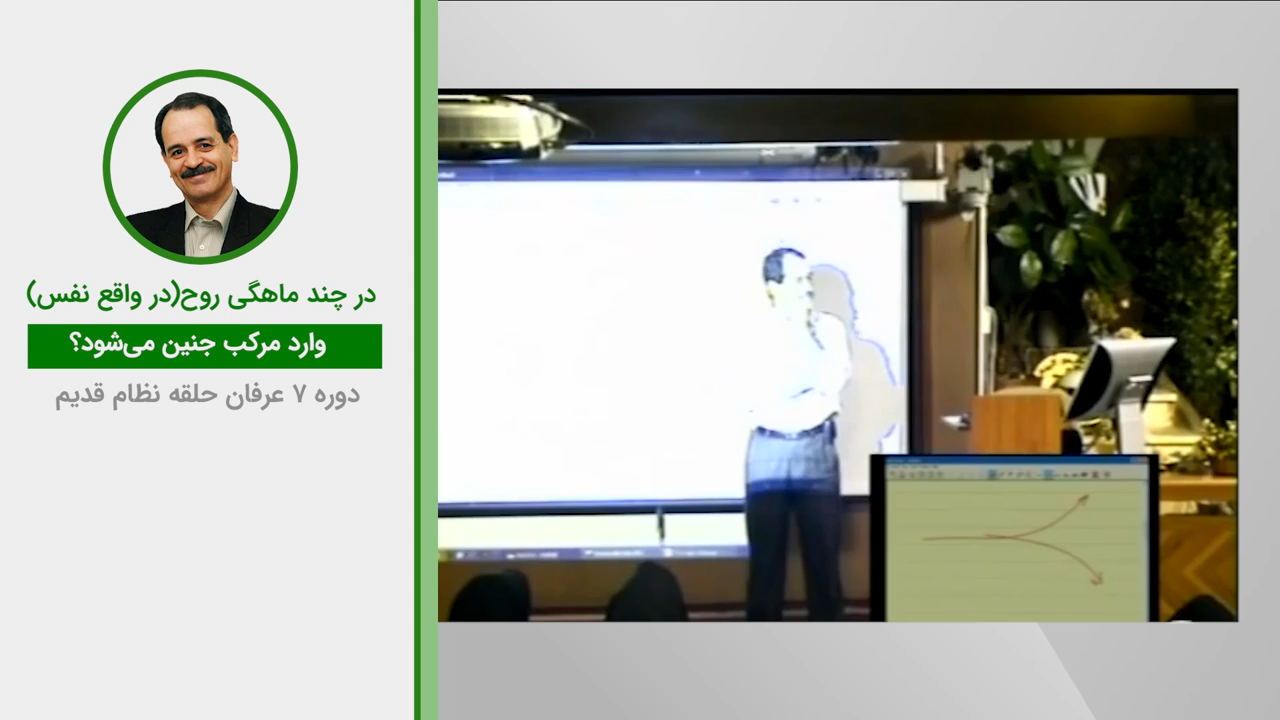 در چند ماهگی روح(در واقع نفس)
وارد مرکب جنین می‌شود؟
دوره ۷ عرفان حلقه نظام قدیم